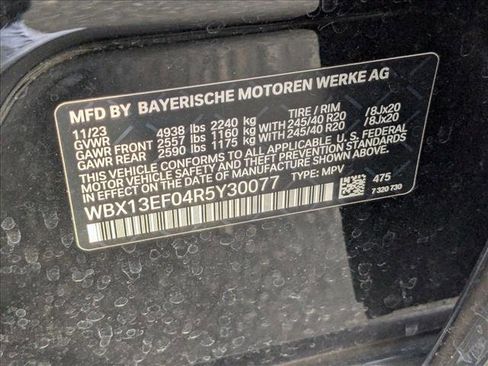 MFD BY BAYERISCHE MOTOREN WERKE AG
11/23 4938 lbs 2240 kg TIRE / RIM
GVWR
GAWR FRONT 2557 lbs 1160 kg WITH 245/40 R20 /8Jx20
GAWR REAR 2590 lbs 1175 kg WITH 245/40 R20 /8Jx20
THIS VEHICLE CONFORMS TO ALL APPLICABLE U.S. FEDERAL
MOTOR VEHICLE SAFETY AND THEFT PREVENTION STANDARDS
IN EFFECT ON THE DATE OF MANUFACTURE SHOWN ABOVE.
WBX13EF04R5Y30077 TYPE: MPV 475
7 320 730